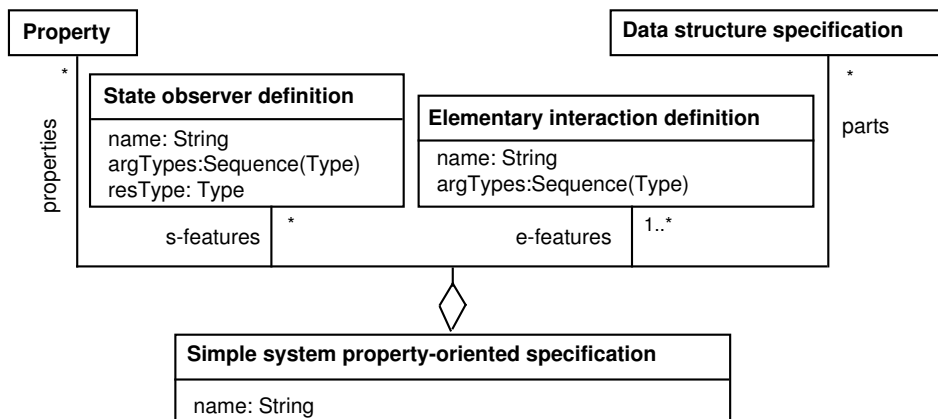 Property
Data structure specification
*
*
State observer definition
name: String
argTypes:Sequence(Type)
resType: Type
Elementary interaction definition
name: String
argTypes:Sequence(Type)
properties
parts
s-features
*
e-features
1..*
Simple system property-oriented specification
name: String